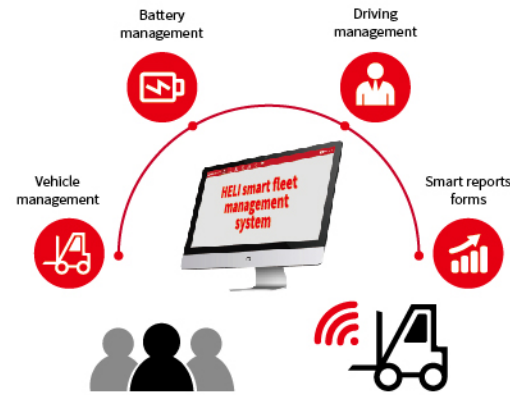 Battery
management
Driving
management
Vehicle
management
HELI smart fleet
management
system
Smart reports
forms